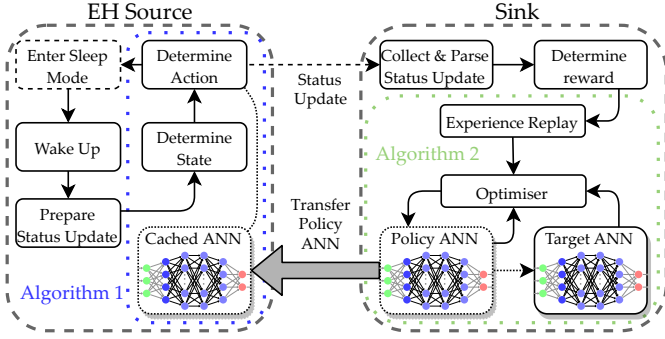 EH Source
Sink
Enter Sleep
Mode
Determine
Action
Status
Update
Collect & Parse
Status Update
Determine
reward
Experience Replay
Algorithm 2
Wake Up
Determine
State
Optimiser
Prepare
Status Update
Transfer
Policy
ANN
Cached ANN
Policy ANN
Target ANN
Algorithm 1